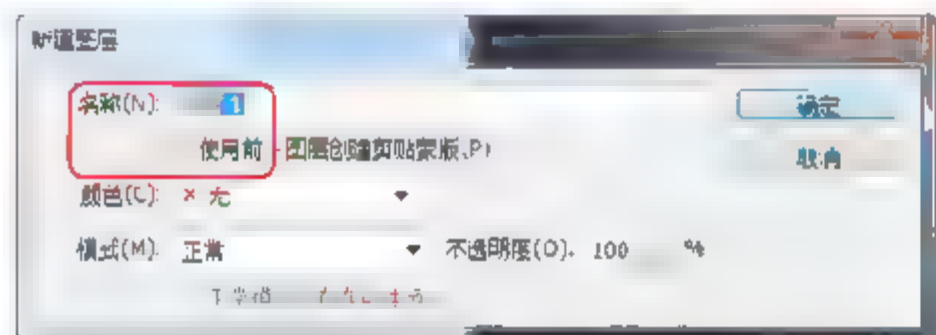 新建图层
名称(N): 1
确定
使用前 图层创建剪贴蒙版(P)
取消
颜色(C): × 无
模式(M): 正常 不透明度(O): 100 %